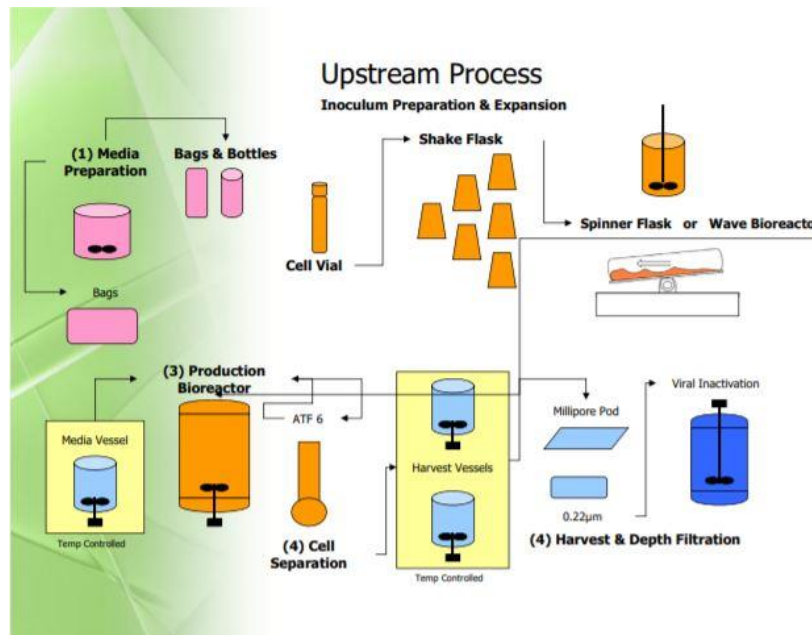 Upstream Process
Inoculum Preparation & Expansion
(1) Media
Preparation
Bags & Bottles
Shake Flask
Cell Vial
Spinner Flask or Wave Bioreacto
Bags
(3) Production
Bioreactor
ATF 6
Media Vessel
Temp Controlled
(4) Cell
Separation
Harvest Vessels
Temp Controlled
Millipore Pod
0.22µm
Viral Inactivation
(4) Harvest & Depth Filtration